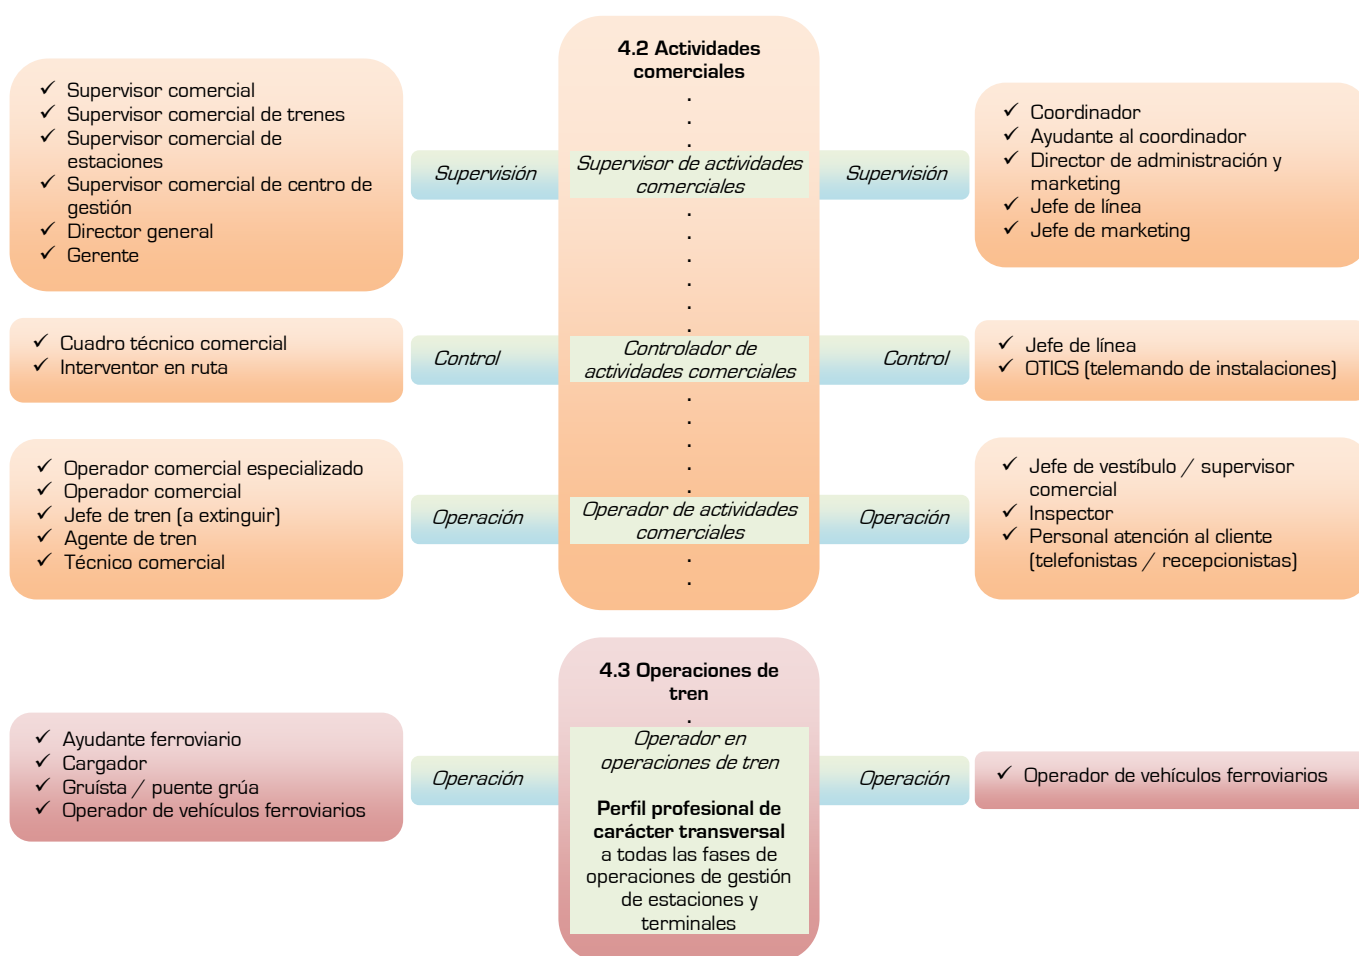 4.2 Actividades
comerciales
.
.
.
✓ Supervisor comercial
✓ Supervisor comercial de trenes
✓ Supervisor comercial de
estaciones
✓ Supervisor comercial de centro de
gestión
✓ Director general
✓ Gerente
Supervisión
Supervisor de actividades
comerciales
Supervisión
✓ Coordinador
✓ Ayudante al coordinador
✓ Director de administración y
marketing
✓ Jefe de línea
✓ Jefe de marketing
.
.
.
.
.
.
✓ Cuadro técnico comercial
✓ Interventor en ruta
Control
Controlador de
actividades comerciales
Control
✓ Jefe de línea
✓ OTICS (telemando de instalaciones)
.
.
.
.
.
✓ Operador comercial especializado
✓ Operador comercial
✓ Jefe de tren (a extinguir)
✓ Agente de tren
✓ Técnico comercial
Operación
Operador de actividades
comerciales
Operación
✓ Jefe de vestíbulo / supervisor
comercial
✓ Inspector
✓ Personal atención al cliente
(telefonistas / recepcionistas)
.
.
4.3 Operaciones de
tren
.
✓ Ayudante ferroviario
✓ Cargador
✓ Gruísta / puente grúa
✓ Operador de vehículos ferroviarios
Operación
Operador en
operaciones de tren
Perfil profesional de
carácter transversal
a todas las fases de
operaciones de gestión
de estaciones y
terminales
Operación
✓ Operador de vehículos ferroviarios